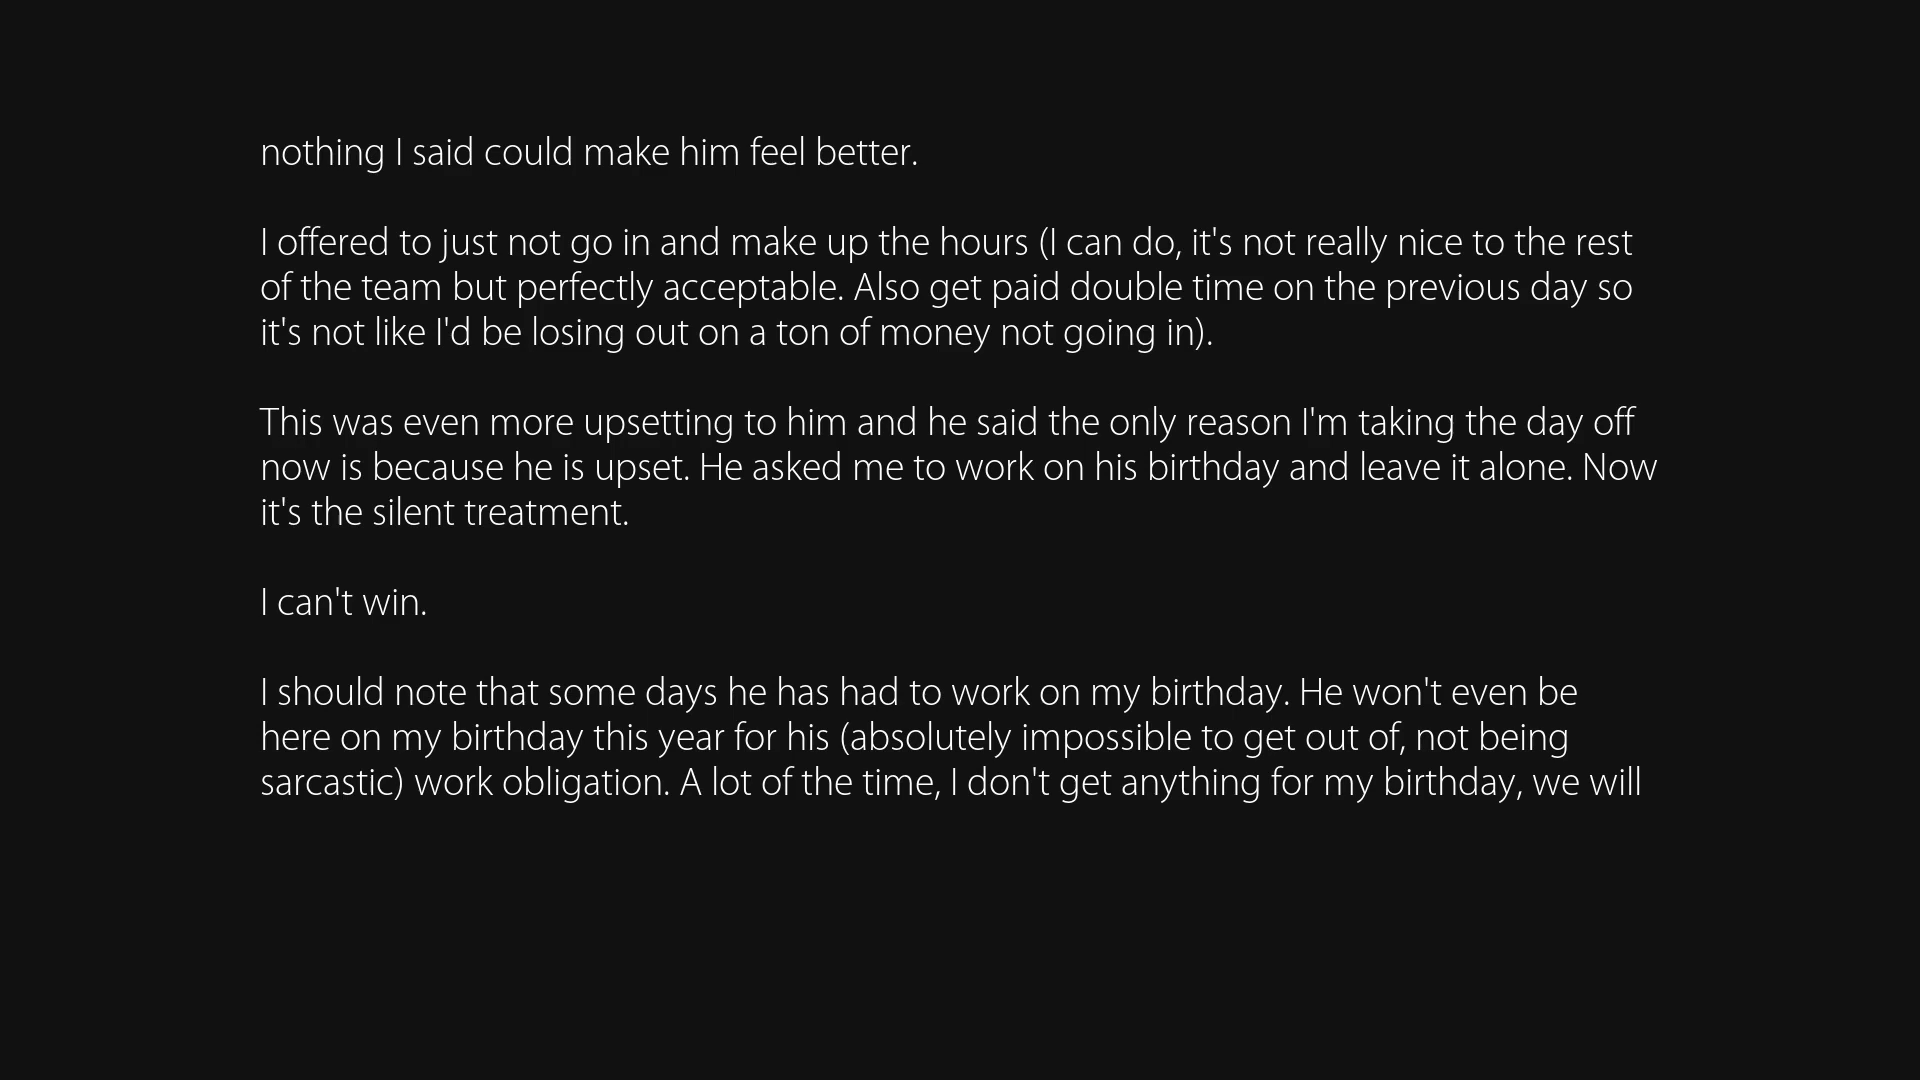 nothing I said could make him feel better.
I offered to just not go in and make up the hours (I can do, it's not really nice to the rest
of the team but perfectly acceptable. Also get paid double time on the previous day so
it's not like I'd be losing out on a ton of money not going in).
This was even more upsetting to him and he said the only reason I'm taking the day off
now is because he is upset. He asked me to work on his birthday and leave it alone. Now
it's the silent treatment.
I can't win.
I should note that some days he has had to work on my birthday. He won't even be
here on my birthday this year for his (absolutely impossible to get out of, not being
sarcastic) work obligation. A lot of the time, I don't get anything for my birthday, we will